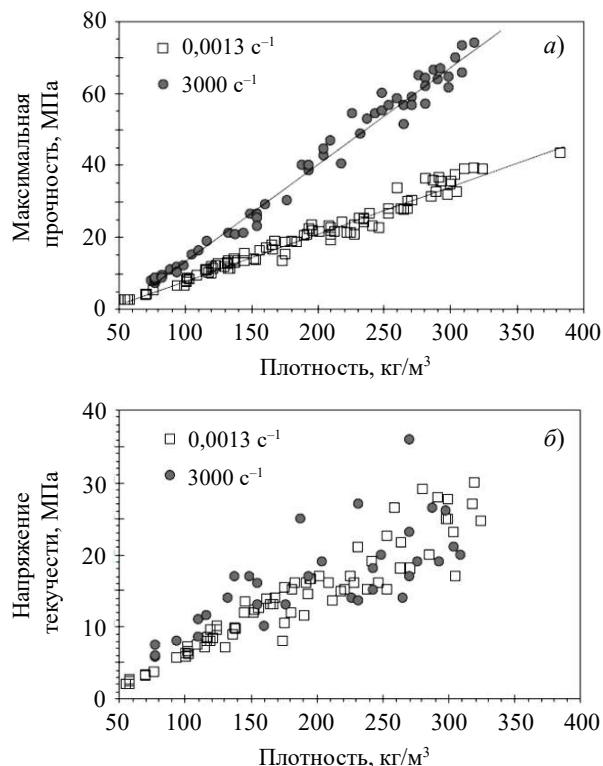 80
60
40
20
0
Максимальная
прочность, МПа
0,0013 с⁻¹
3000 с⁻¹
а)
50 100 150 200 250 300 350 400
Плотность, кг/м³
40
30
20
10
0
Напряжение
текучести, МПа
0,0013 с⁻¹
3000 с⁻¹
б)
50 100 150 200 250 300 350 400
Плотность, кг/м³